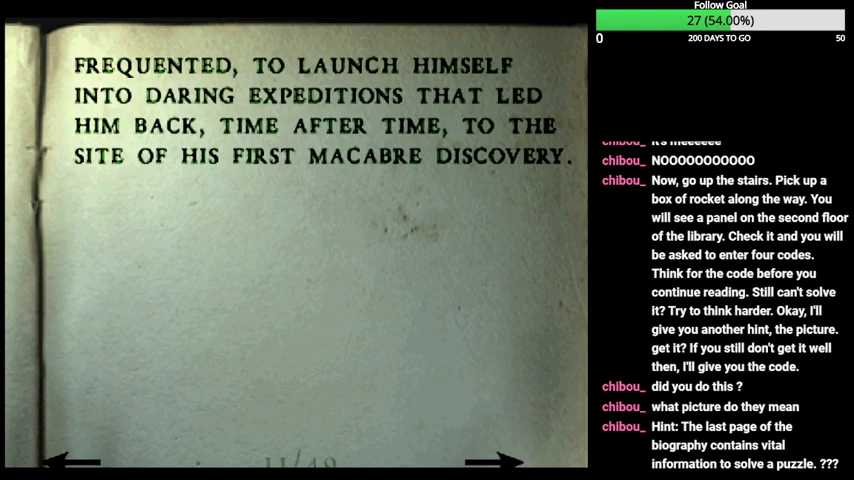 FREQUENTED, TO LAUNCH HIMSELF
INTO DARING EXPEDITIONS THAT LED
HIM BACK, TIME AFTER TIME, TO THE
SITE OF HIS FIRST MACABRE DISCOVERY.
11/48
Follow Goal
27 (54.00%)
0 200 DAYS TO GO 50
chibou_ it's meeeeee
chibou_ NOOOOOOOOOOO
chibou_ Now, go up the stairs. Pick up a
box of rocket along the way. You
will see a panel on the second floor
of the library. Check it and you will
be asked to enter four codes.
Think for the code before you
continue reading. Still can't solve
it? Try to think harder. Okay, I'll
give you another hint, the picture.
get it? If you still don't get it well
then, I'll give you the code.
chibou_ did you do this ?
chibou_ what picture do they mean
chibou_ Hint: The last page of the
biography contains vital
information to solve a puzzle. ???